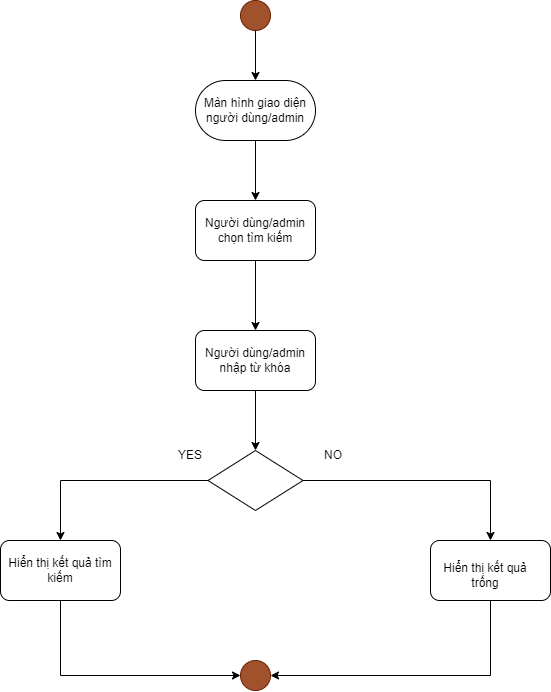 Màn hình giao diện
người dùng/admin
Người dùng/admin
chọn tìm kiếm
Người dùng/admin
nhập từ khóa
YES
NO
Hiển thị kết quả tìm
kiếm
Hiển thị kết quả
trống